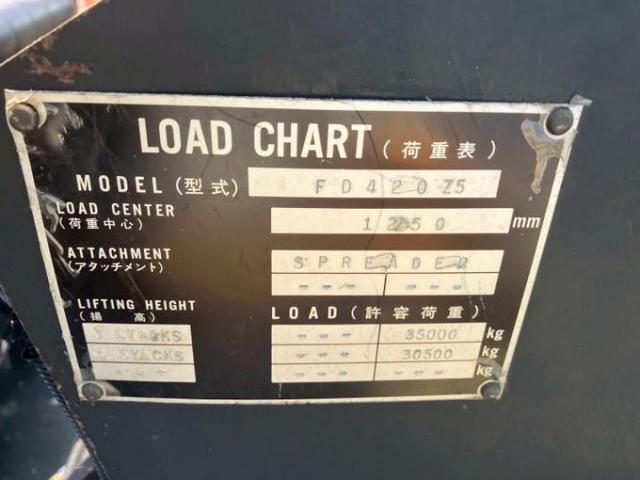 LOAD CHART (荷重表)
MODEL (型式) FD420Z5
LOAD CENTER (荷重中心) 1250 mm
ATTACHMENT (アタッチメント) SPREADER
---  ---
LIFTING HEIGHT (揚高) LOAD (許容荷重)
STACKS --- 35000 kg
STACKS --- 30500 kg
--- --- --- kg